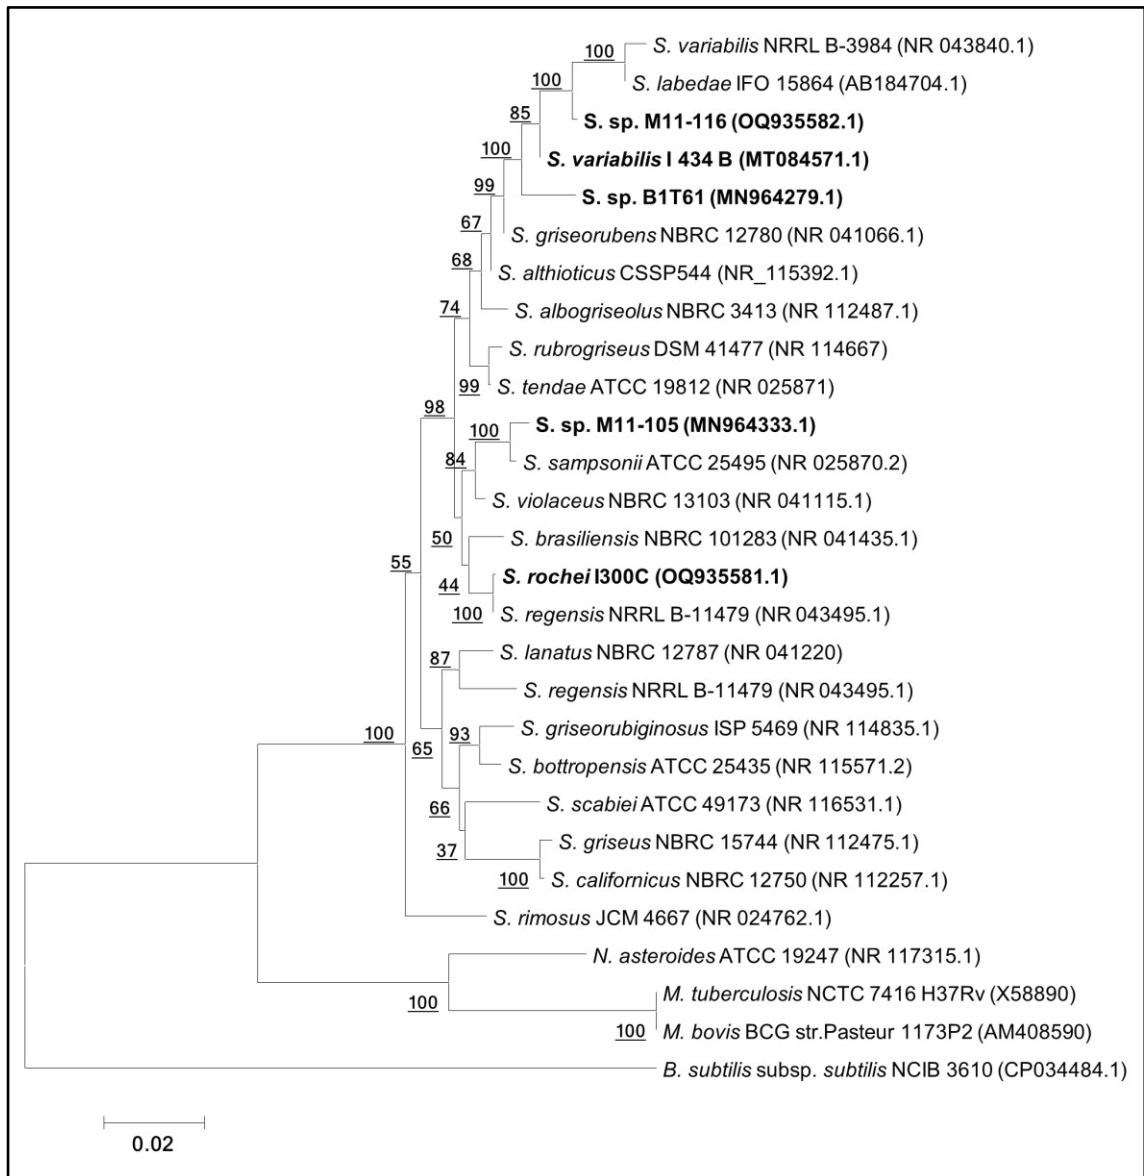 100
S. variabilis NRRL B-3984 (NR 043840.1)
100
S. labedae IFO 15864 (AB184704.1)
85
S. sp. M11-116 (OQ935582.1)
100
S. variabilis I 434 B (MT084571.1)
99
S. sp. B1T61 (MN964279.1)
67
S. griseorubens NBRC 12780 (NR 041066.1)
68
S. althioticus CSSP544 (NR_115392.1)
74
S. albogriseolus NBRC 3413 (NR 112487.1)
S. rubrogriseus DSM 41477 (NR 114667)
99
S. tendae ATCC 19812 (NR 025871)
98
S. sp. M11-105 (MN964333.1)
100
84
S. sampsonii ATCC 25495 (NR 025870.2)
S. violaceus NBRC 13103 (NR 041115.1)
50
S. brasiliensis NBRC 101283 (NR 041435.1)
55
44
S. rochei I300C (OQ935581.1)
100
S. regensis NRRL B-11479 (NR 043495.1)
87
S. lanatus NBRC 12787 (NR 041220)
S. regensis NRRL B-11479 (NR 043495.1)
100
65
93
S. griseorubiginosus ISP 5469 (NR 114835.1)
S. bottropensis ATCC 25435 (NR 115571.2)
66
S. scabiei ATCC 49173 (NR 116531.1)
37
S. griseus NBRC 15744 (NR 112475.1)
100
S. californicus NBRC 12750 (NR 112257.1)
S. rimosus JCM 4667 (NR 024762.1)
N. asteroides ATCC 19247 (NR 117315.1)
100
M. tuberculosis NCTC 7416 H37Rv (X58890)
100
M. bovis BCG str.Pasteur 1173P2 (AM408590)
B. subtilis subsp. subtilis NCIB 3610 (CP034484.1)
0.02